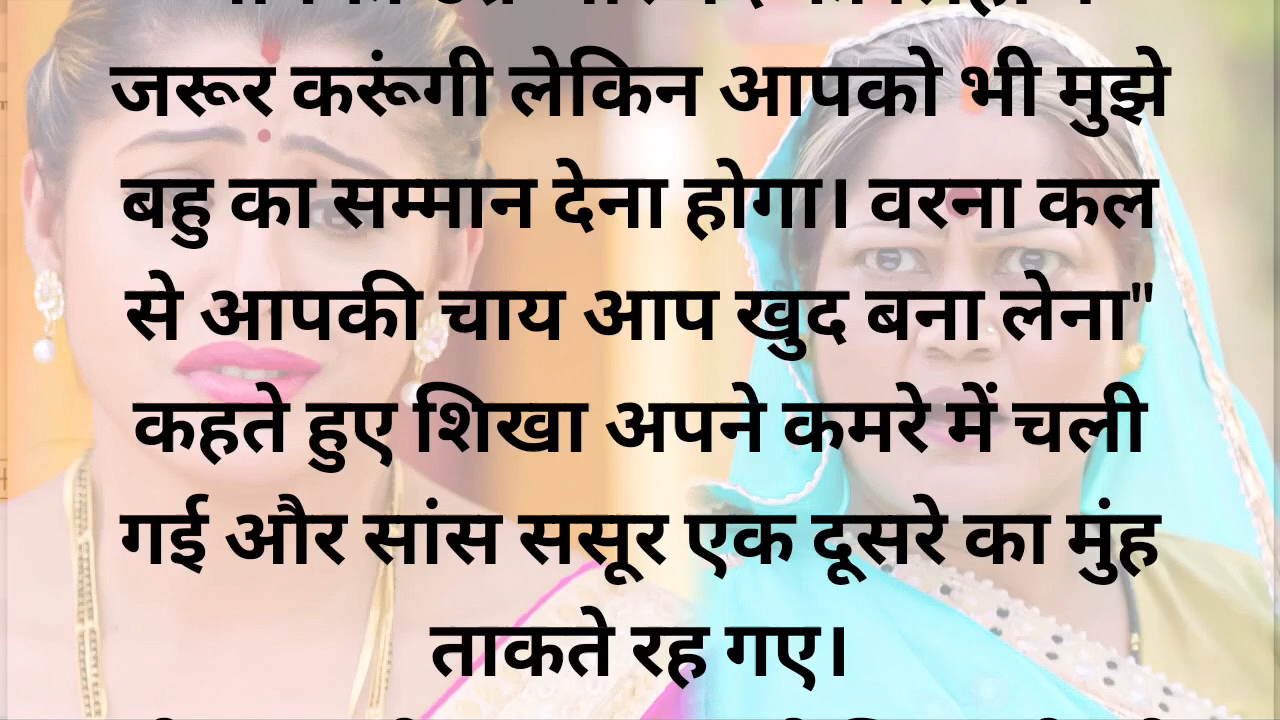 जरूर करूंगी लेकिन आपको भी मुझे
बहु का सम्मान देना होगा। वरना कल
से आपकी चाय आप खुद बना लेना"
कहते हुए शिखा अपने कमरे में चली
गई और सांस ससूर एक दूसरे का मुंह
ताकते रह गए।